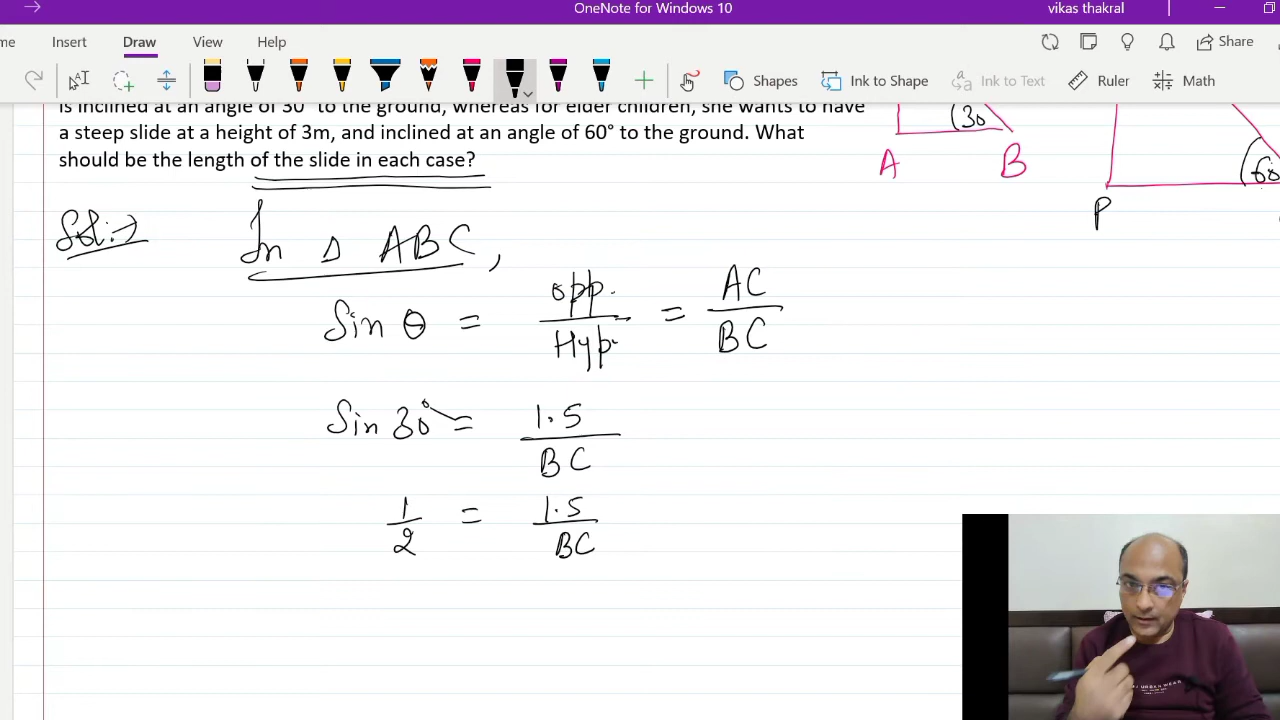 OneNote for Windows 10
vikas thakral
me Insert Draw View Help
Share
Shapes Ink to Shape Ink to Text Ruler Math
is inclined at an angle of 30° to the ground, whereas for elder children, she wants to have
a steep slide at a height of 3m, and inclined at an angle of 60° to the ground. What
should be the length of the slide in each case?
(30
A B
(60
P
Sol:→
In Δ ABC,
Sin θ = opp. / Hyp. = AC / BC
Sin 30° = 1.5 / BC
1/2 = 1.5 / BC
URBAN WEAR